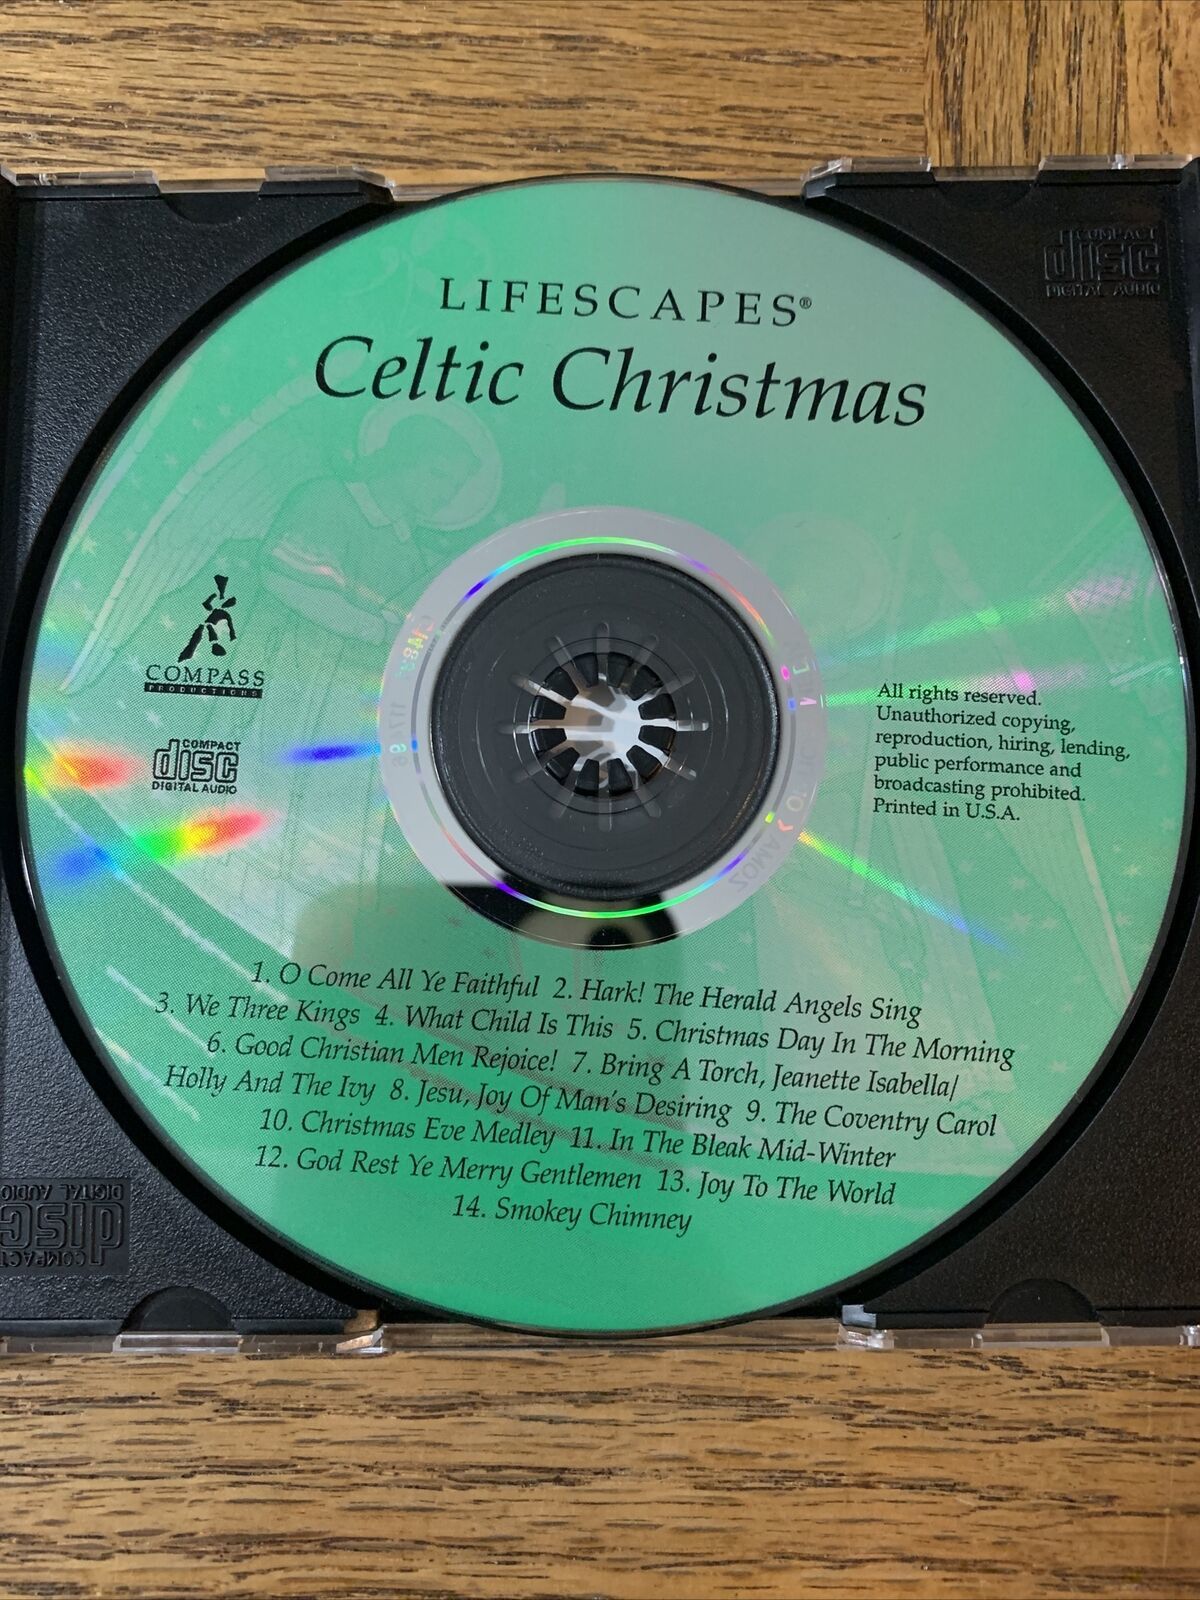 LIFESCAPES®
Celtic Christmas
COMPACT
disc
DIGITAL AUDIO
COMPASS
PRODUCTIONS
COMPACT
disc
DIGITAL AUDIO
All rights reserved.
Unauthorized copying,
reproduction, hiring, lending,
public performance and
broadcasting prohibited.
Printed in U.S.A.
1. O Come All Ye Faithful 2. Hark! The Herald Angels Sing
3. We Three Kings 4. What Child Is This 5. Christmas Day In The Morning
6. Good Christian Men Rejoice! 7. Bring A Torch, Jeanette Isabella/
Holly And The Ivy 8. Jesu, Joy Of Man's Desiring 9. The Coventry Carol
10. Christmas Eve Medley 11. In The Bleak Mid-Winter
12. God Rest Ye Merry Gentlemen 13. Joy To The World
14. Smokey Chimney
COMPACT
disc
DIGITAL AUDIO